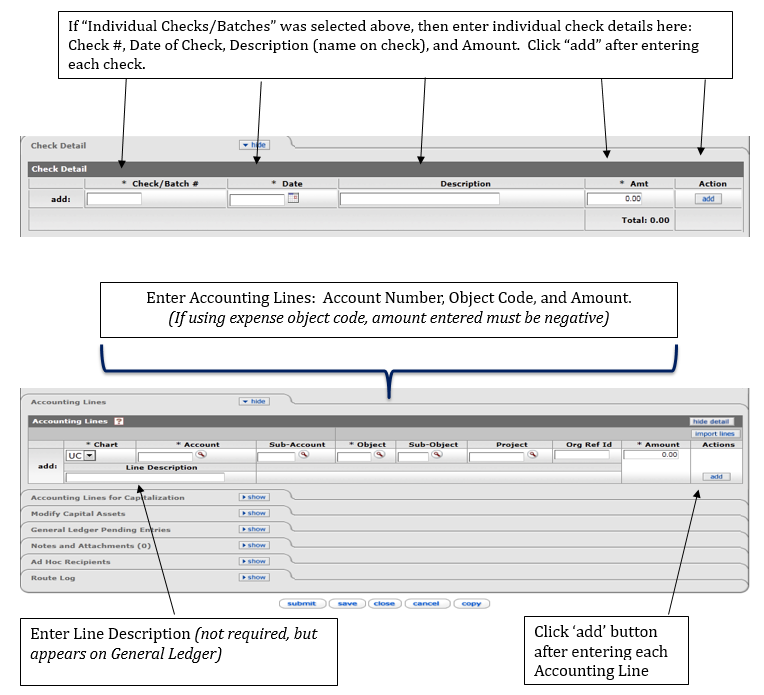 If “Individual Checks/Batches” was selected above, then enter individual check details here:
Check #, Date of Check, Description (name on check), and Amount.  Click “add” after entering
each check.
Check Detail
hide
Check Detail
* Check/Batch # * Date Description * Amt Action
add: 0.00 add
Total: 0.00
Enter Accounting Lines:  Account Number, Object Code, and Amount.
(If using expense object code, amount entered must be negative)
Accounting Lines
hide
Accounting Lines ? hide detail
import lines
* Chart * Account Sub-Account * Object Sub-Object Project Org Ref Id * Amount Actions
add: UC 0.00
Line Description
add
Accounting Lines for Capitalization show
Modify Capital Assets show
General Ledger Pending Entries show
Notes and Attachments (0) show
Ad Hoc Recipients show
Route Log show
submit save close cancel copy
Enter Line Description (not required, but
appears on General Ledger)
Click ‘add’ button
after entering each
Accounting Line